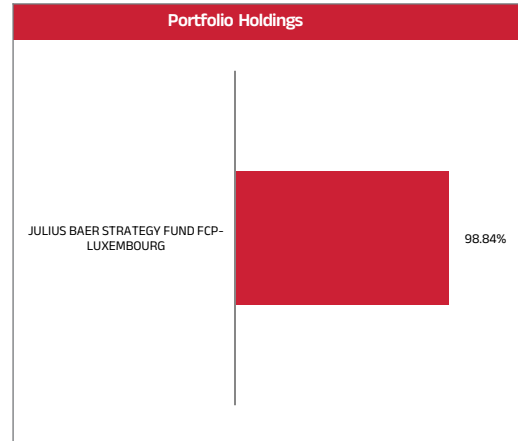 Portfolio Holdings
JULIUS BAER STRATEGY FUND FCP-
LUXEMBOURG
98.84%